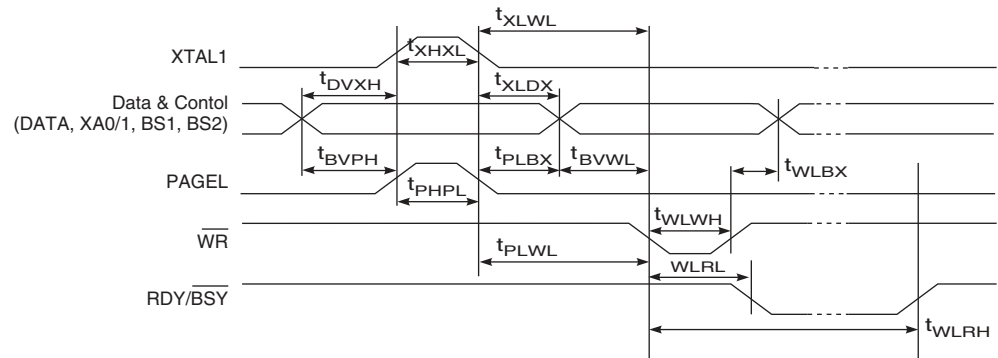 tXLWL
XTAL1
tXHXL
tDVXH
tXLDX
Data & Contol
(DATA, XA0/1, BS1, BS2)
tBVPH
tPLBX
tBVWL
tWLBX
PAGEL
tPHPL
tWLWH
WR
tPLWL
WLRL
RDY/BSY
tWLRH